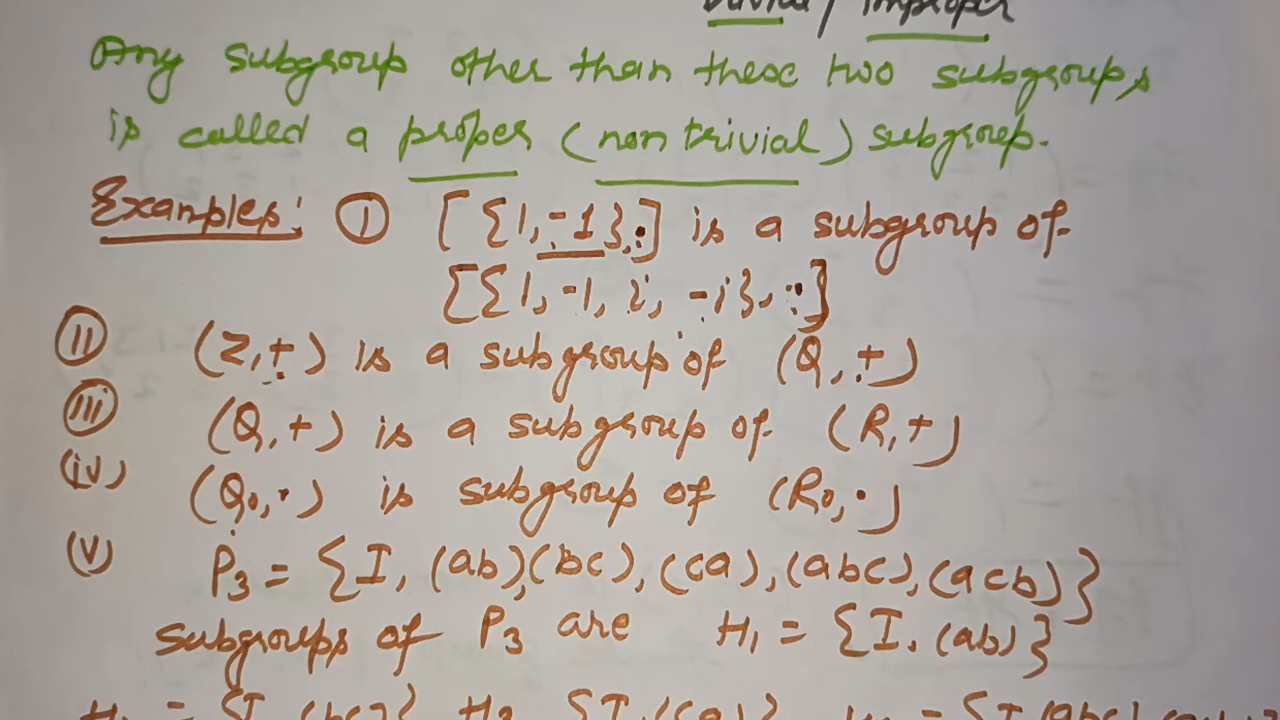 trivial / improper
Any subgroup other than these two subgroups
is called a proper (non trivial) subgroup.
Examples: (i) [{1, -1}, ·] is a subgroup of
[{1, -1, i, -i}, ·]
(ii) (Z, +) is a subgroup of (Q, +)
(iii) (Q, +) is a subgroup of (R, +)
(iv) (Q₀, ·) is subgroup of (R₀, ·)
(v) P₃ = {I, (ab), (bc), (ca), (abc), (acb)}
Subgroups of P₃ are H₁ = {I, (ab)}